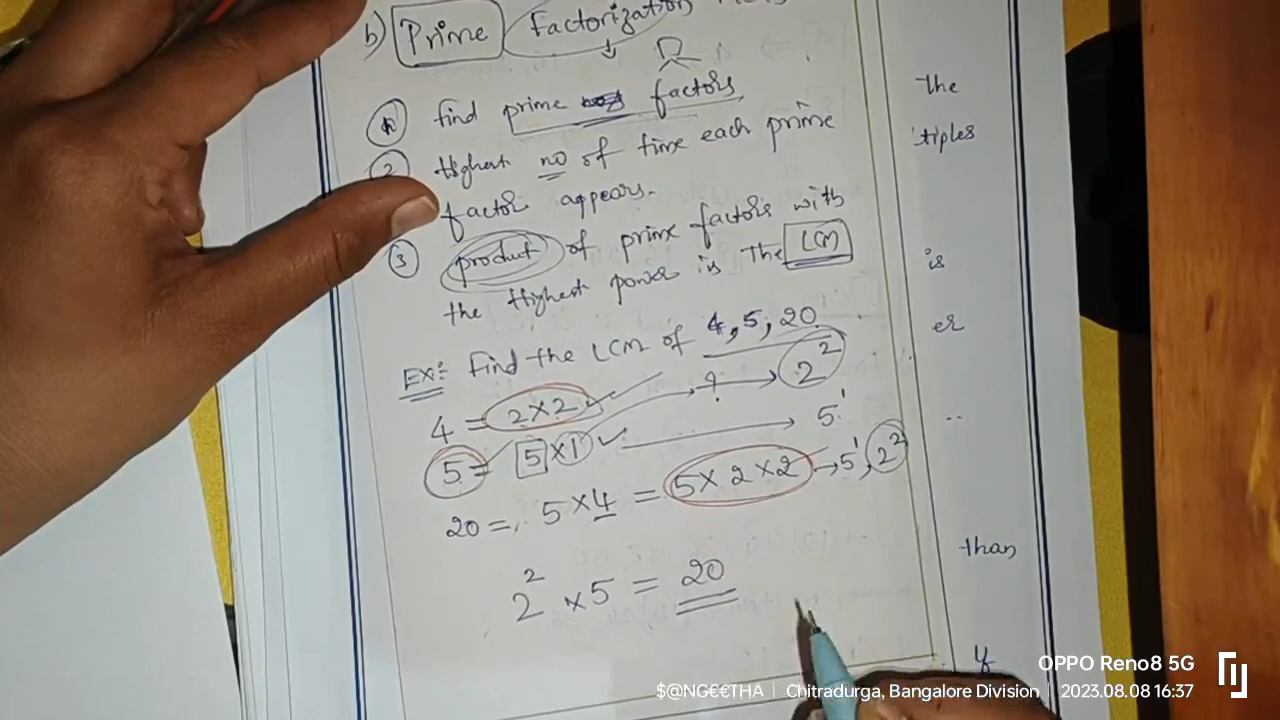 b) Prime Factorization
find prime factors
2 Highest no of time each prime
factor appears.
3 product of prime factors with
the Highest power is The LCM
Ex:- Find the LCM of 4, 5, 20
4 = 2×2 → 2²
5 = 5×1 → 5¹
20 = 5×4 = 5×2×2 → 5¹, 2²
2² × 5 = 20
the
tiples
is
er
..
than
OPPO Reno8 5G
$@NG€€THA | Chitradurga, Bangalore Division | 2023.08.08 16:37